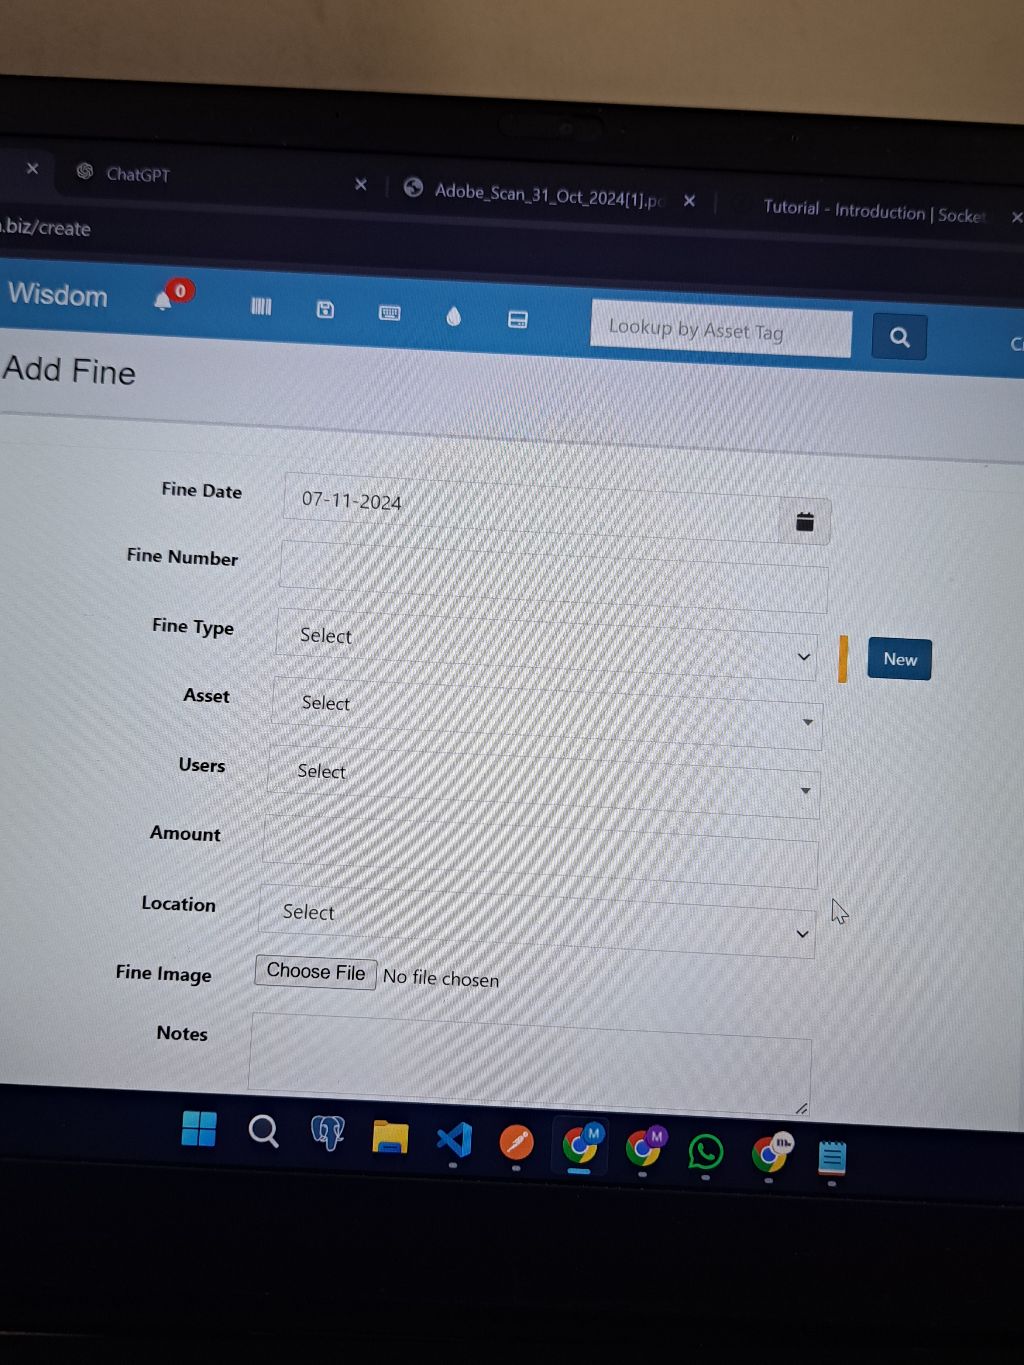 ChatGPT
Adobe_Scan_31_Oct_2024[1].pd
Tutorial - Introduction | Socket
.biz/create
Wisdom
0
Lookup by Asset Tag
Add Fine
Fine Date
07-11-2024
Fine Number
Fine Type
Select
New
Asset
Select
Users
Select
Amount
Location
Select
Fine Image
Choose File No file chosen
Notes
M
M